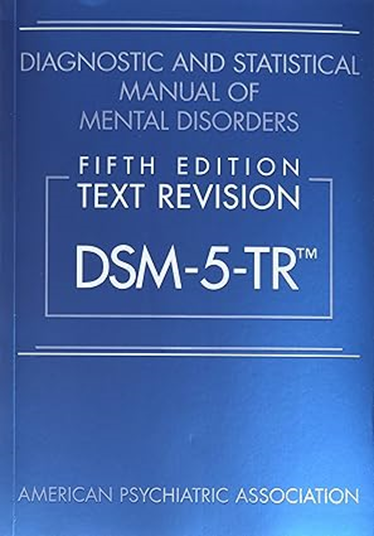 DIAGNOSTIC AND STATISTICAL
MANUAL OF
MENTAL DISORDERS
FIFTH EDITION
TEXT REVISION
DSM-5-TR™
AMERICAN PSYCHIATRIC ASSOCIATION